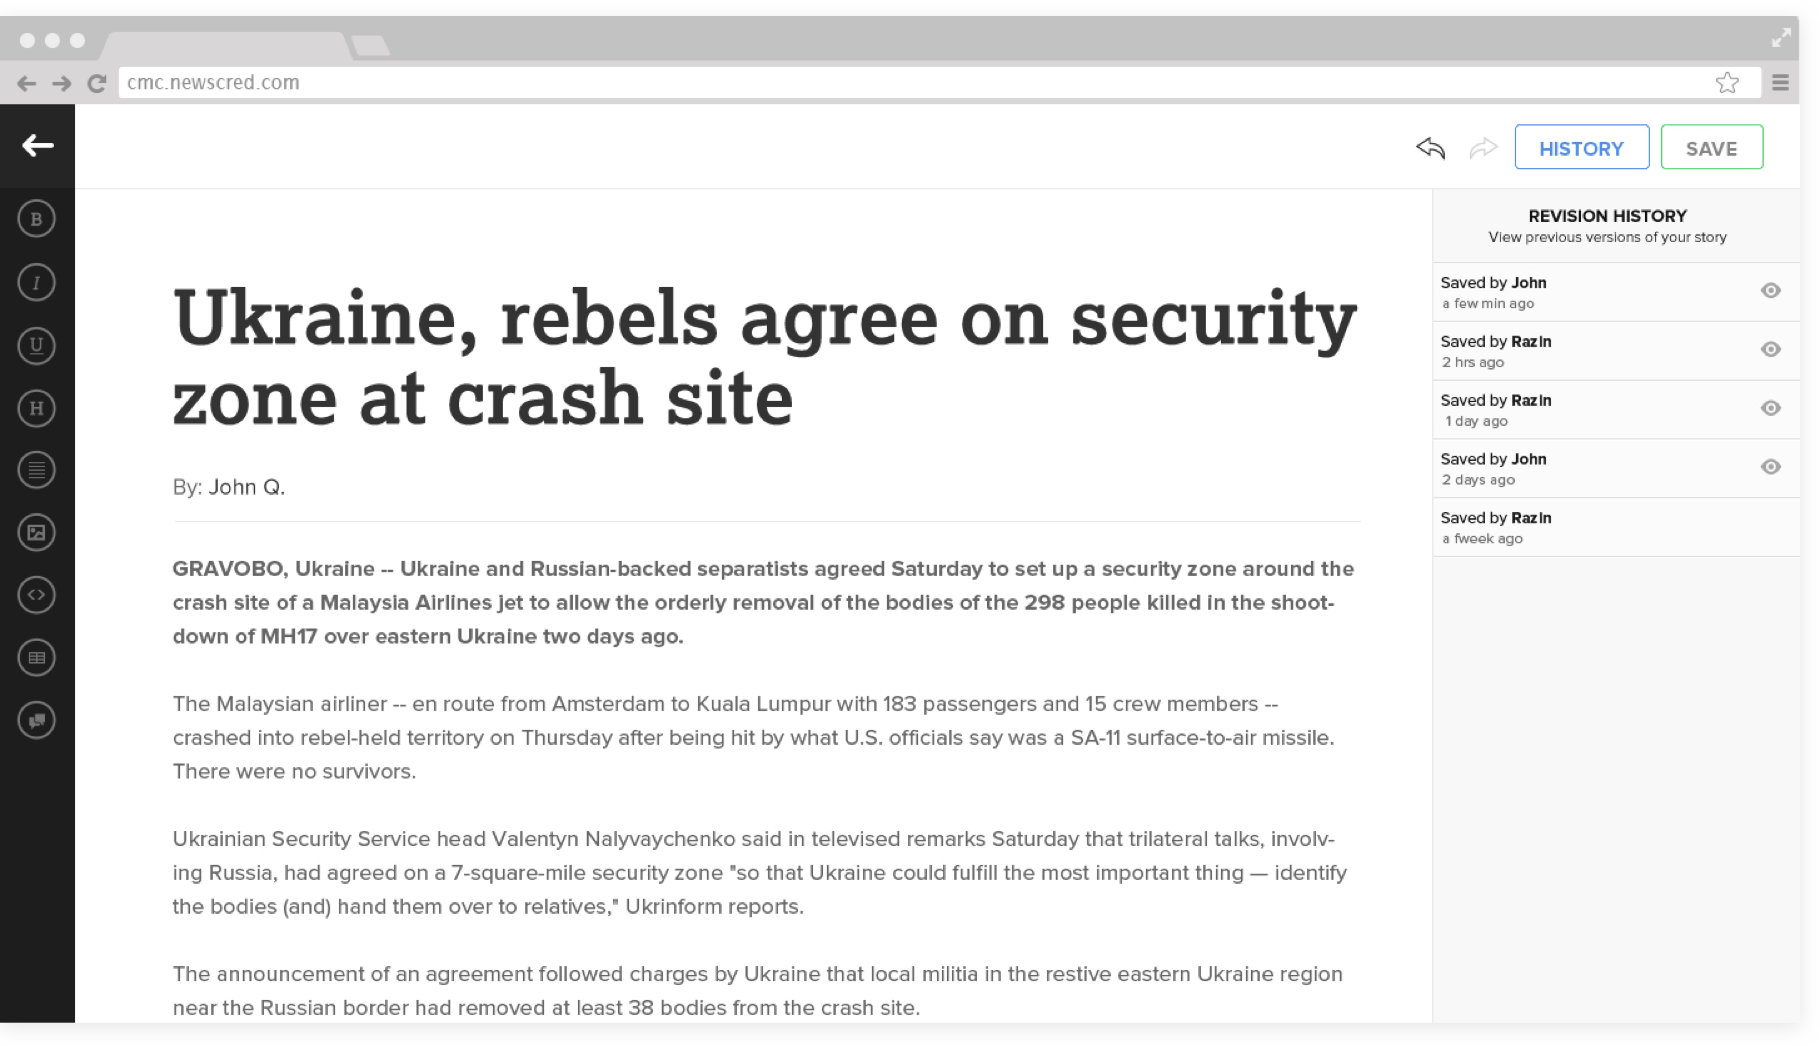 cmc.newscred.com
HISTORY
SAVE
B
I
U
H
Ukraine, rebels agree on security
zone at crash site
By: John Q.
GRAVOBO, Ukraine -- Ukraine and Russian-backed separatists agreed Saturday to set up a security zone around the
crash site of a Malaysia Airlines jet to allow the orderly removal of the bodies of the 298 people killed in the shoot-
down of MH17 over eastern Ukraine two days ago.
The Malaysian airliner -- en route from Amsterdam to Kuala Lumpur with 183 passengers and 15 crew members --
crashed into rebel-held territory on Thursday after being hit by what U.S. officials say was a SA-11 surface-to-air missile.
There were no survivors.
Ukrainian Security Service head Valentyn Nalyvaychenko said in televised remarks Saturday that trilateral talks, involv-
ing Russia, had agreed on a 7-square-mile security zone "so that Ukraine could fulfill the most important thing — identify
the bodies (and) hand them over to relatives," Ukrinform reports.
The announcement of an agreement followed charges by Ukraine that local militia in the restive eastern Ukraine region
near the Russian border had removed at least 38 bodies from the crash site.
REVISION HISTORY
View previous versions of your story
Saved by John
a few min ago
Saved by Razin
2 hrs ago
Saved by Razin
1 day ago
Saved by John
2 days ago
Saved by Razin
a fweek ago